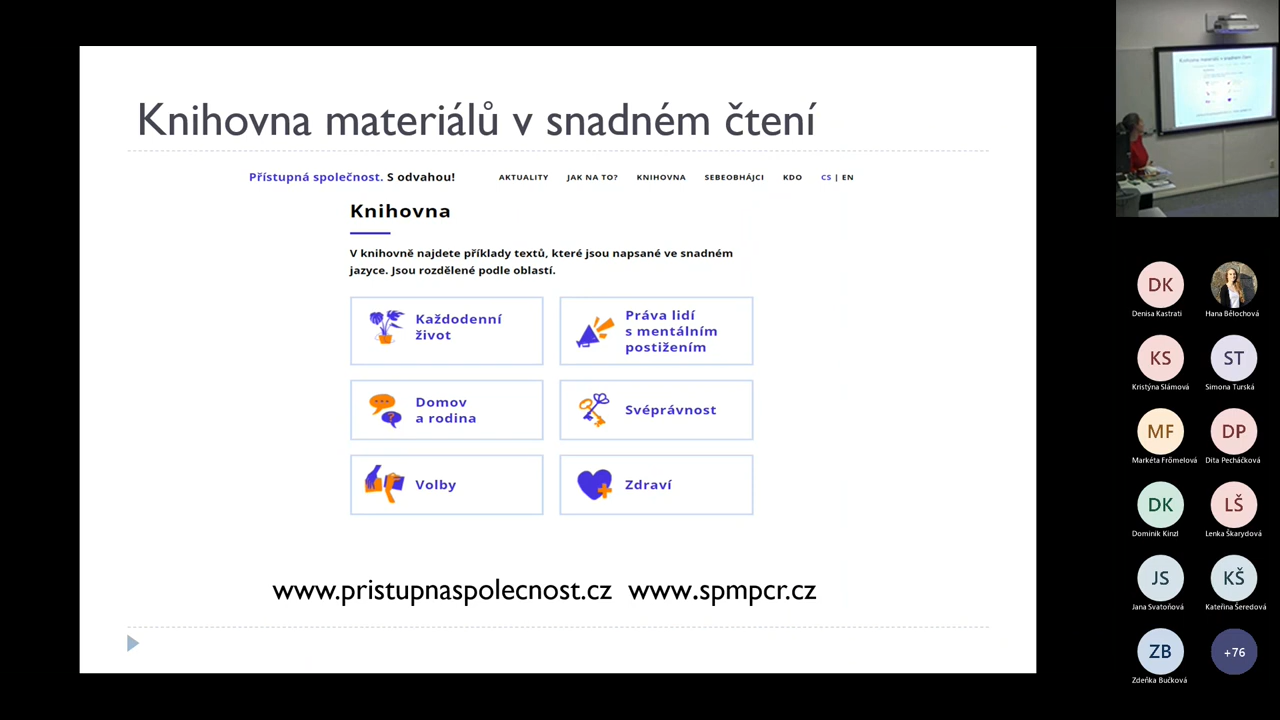 Knihovna materiálů v snadném čtení
Přístupná společnost. S odvahou!
AKTUALITY JAK NA TO? KNIHOVNA SEBEOBHÁJCI KDO CS | EN
Knihovna
V knihovně najdete příklady textů, které jsou napsané ve snadném
jazyce. Jsou rozdělené podle oblastí.
Každodenní
život
Práva lidí
s mentálním
postižením
Domov
a rodina
Svéprávnost
Volby
Zdraví
www.pristupnaspolecnost.cz www.spmpcr.cz
Knihovna materiálů v snadném čtení
DK
Denisa Kastrati
Hana Bělochová
KS
Kristýna Slámová
ST
Simona Turská
MF
Markéta Frömelová
DP
Dita Pecháčková
DK
Dominik Kinzl
LŠ
Lenka Škarydová
JS
Jana Svatoňová
KŠ
Kateřina Šeredová
ZB
Zdeňka Bučková
+76